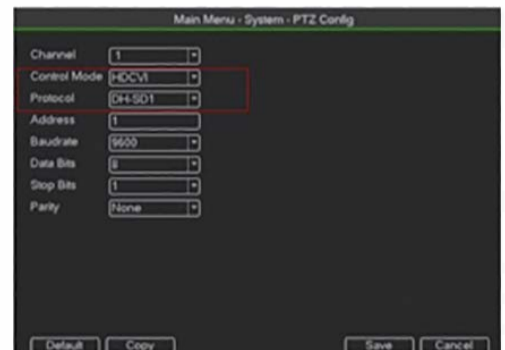 Main Menu - System - PTZ Config
Channel 1
Control Mode HDCVI
Protocol DH-SD1
Address 1
Baudrate 9600
Data Bits 8
Stop Bits 1
Parity None
Default Copy Save Cancel